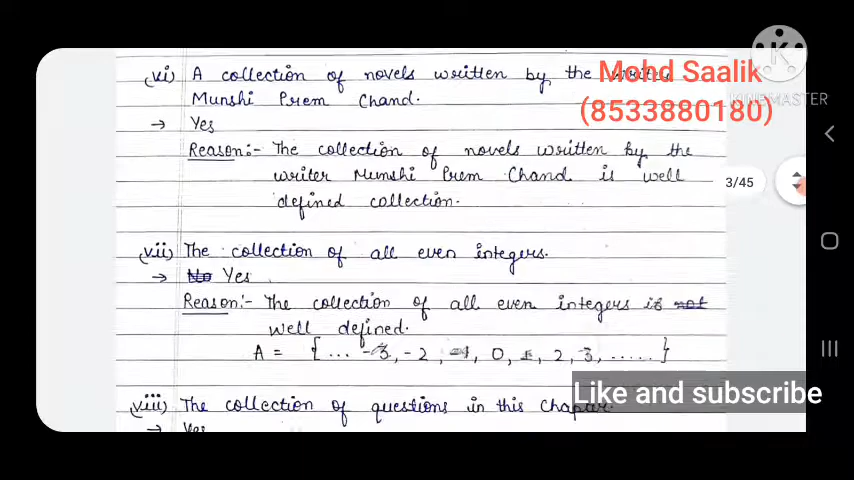 (vi) A collection of novels written by the writer
Munshi Prem Chand.
→ Yes
Reason:- The collection of novels written by the
writer Munshi Prem Chand is well
defined collection.
(vii) The collection of all even integers.
→ No Yes
Reason:- The collection of all even integers is not
well defined.
A = {... -3, -2, -1, 0, 1, 2, 3, ......}
(viii) The collection of questions in this Chapter.
→ Yes
Mohd Saalik
(8533880180)
KINEMASTER
3/45
Like and subscribe